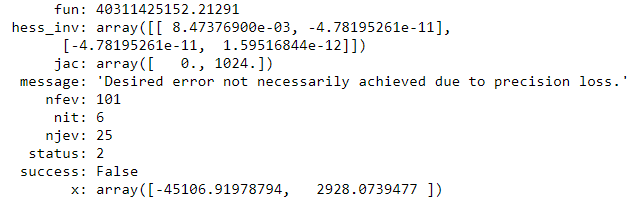 fun: 40311425152.21291
hess_inv: array([[ 8.47376900e-03, -4.78195261e-11],
[-4.78195261e-11, 1.59516844e-12]])
jac: array([ 0., 1024.])
message: 'Desired error not necessarily achieved due to precision loss.'
nfev: 101
nit: 6
njev: 25
status: 2
success: False
x: array([-45106.91978794, 2928.0739477 ])